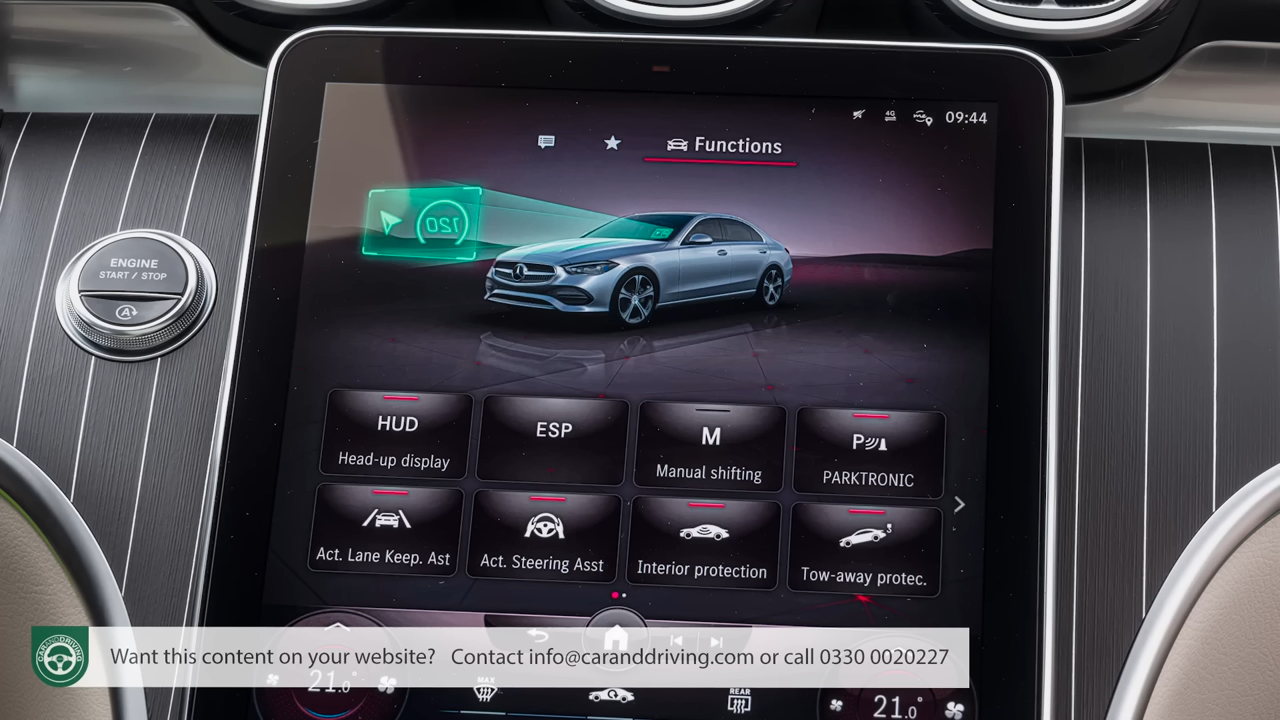 09:44
Functions
120
ENGINE
START / STOP
A
HUD
Head-up display
ESP
M
Manual shifting
P
PARKTRONIC
Act. Lane Keep. Ast
Act. Steering Asst
Interior protection
Tow-away protec.
CARANDDRIVING
Want this content on your website? Contact info@caranddriving.com or call 0330 0020227
21.0°
MAX
REAR
21.0°